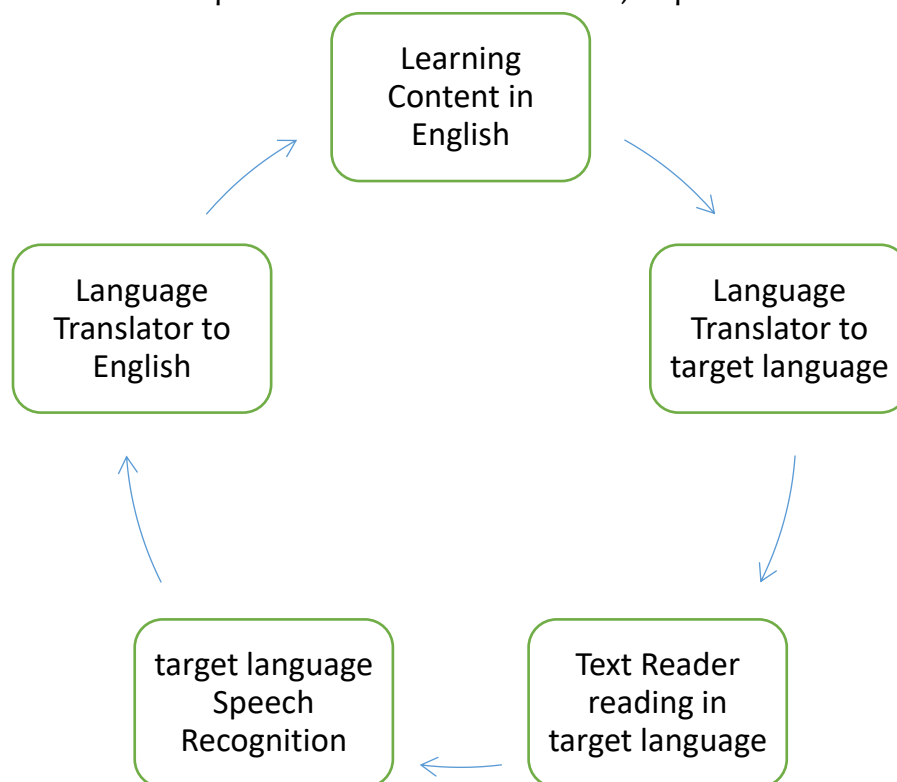 Learning
Content in
English
Language
Translator to
target language
Text Reader
reading in
target language
target language
Speech
Recognition
Language
Translator to
English